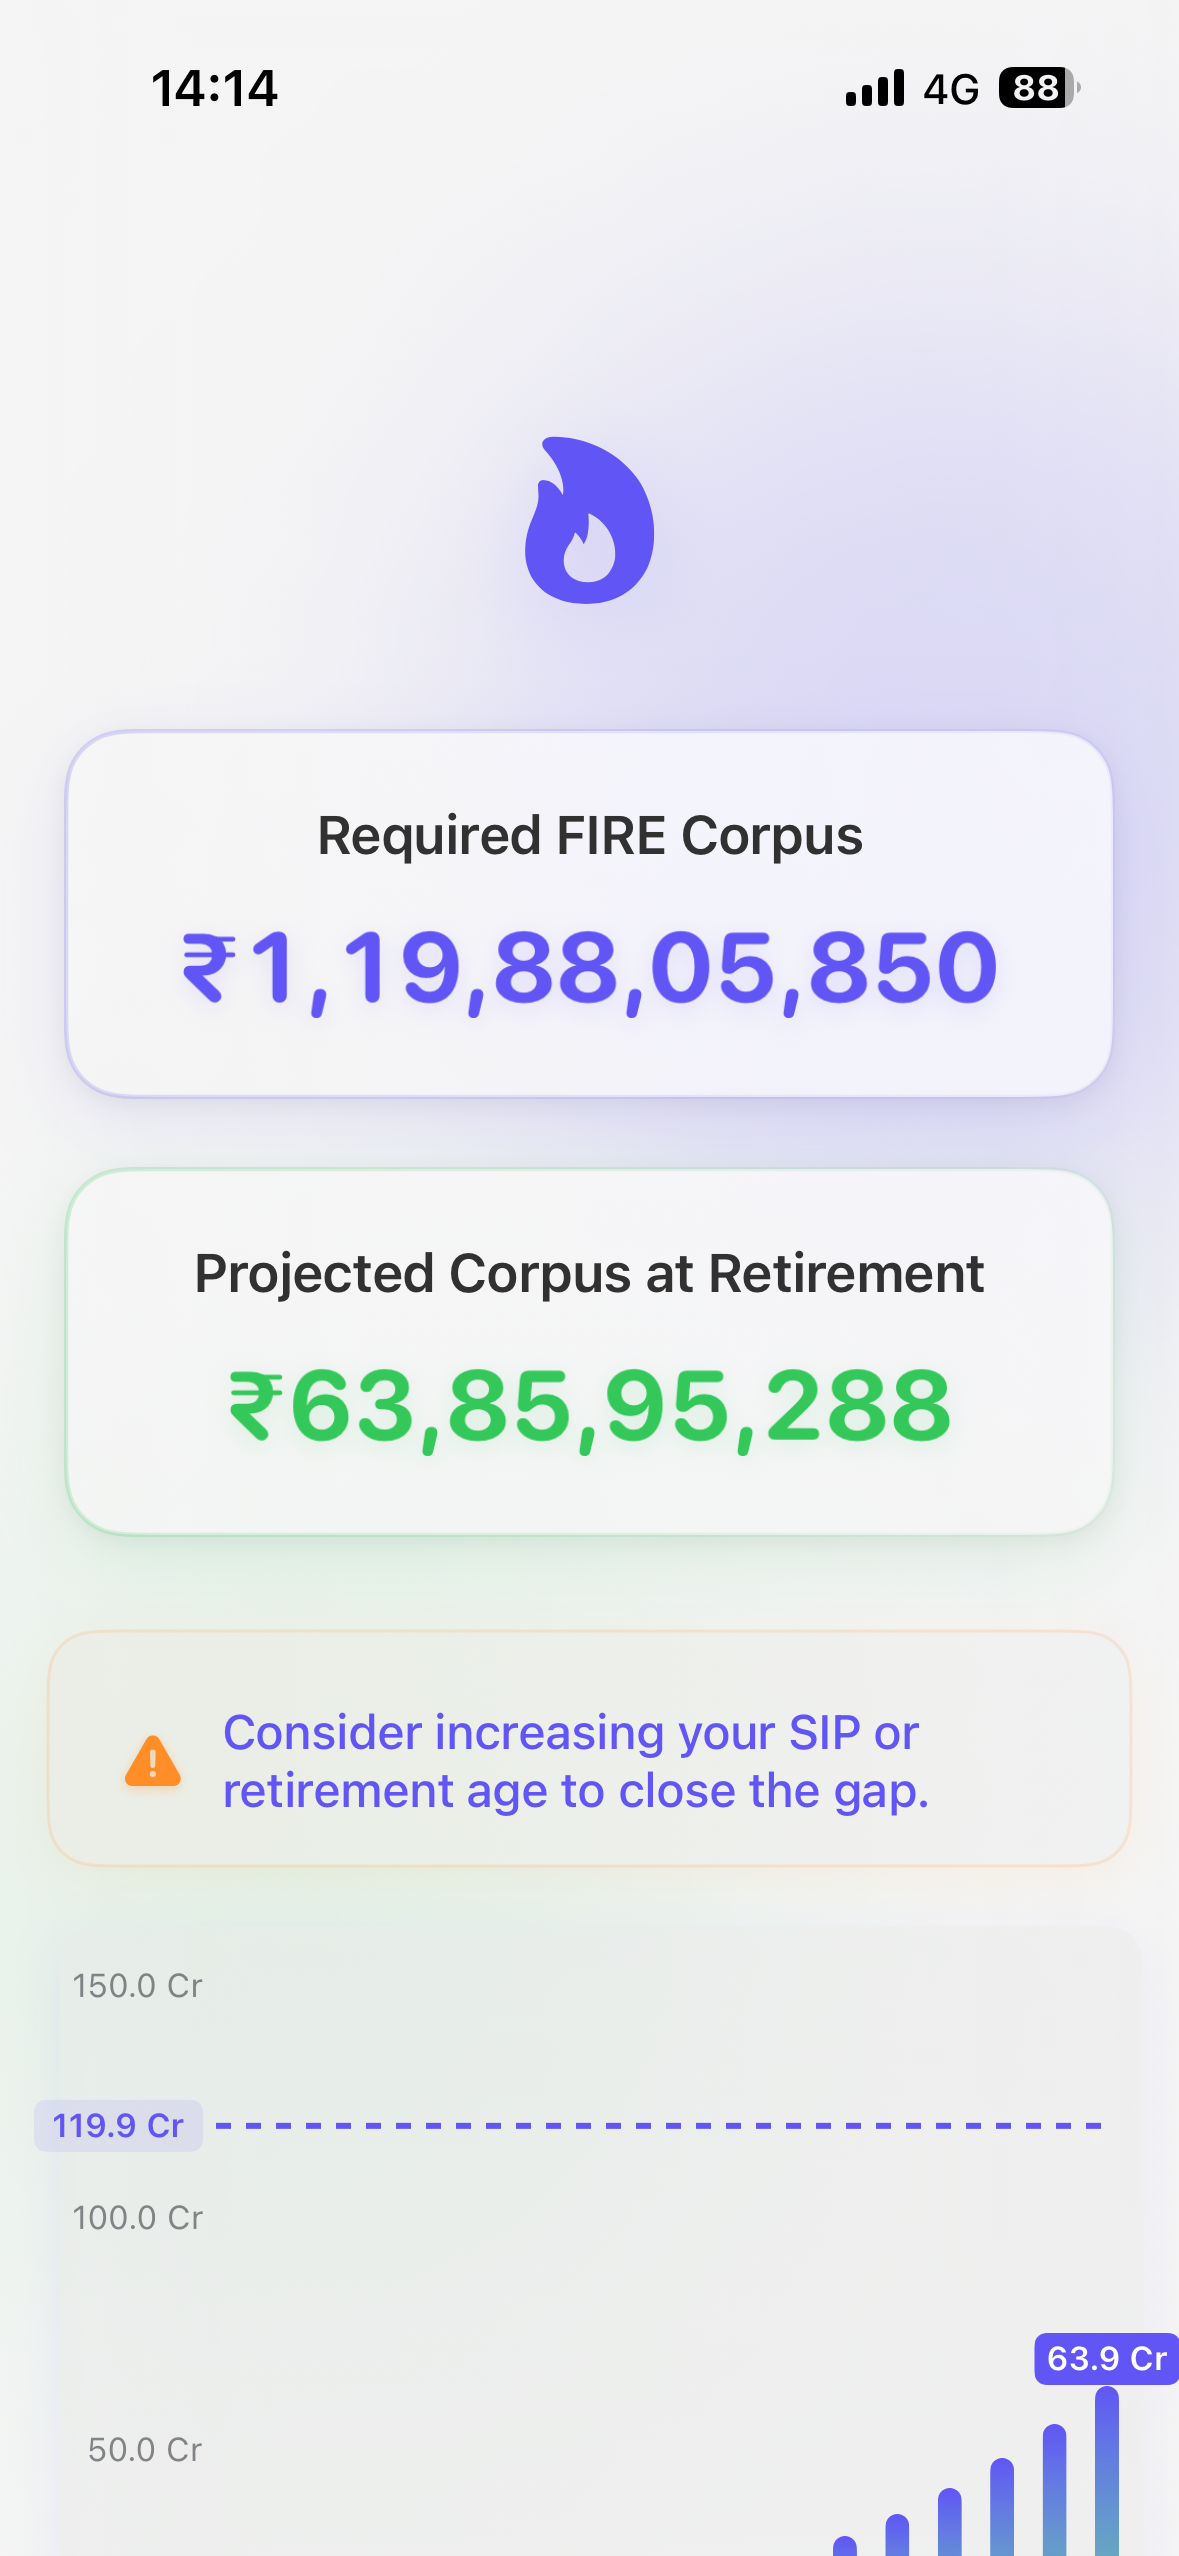 14:14
4G
88
Required FIRE Corpus
₹1,19,88,05,850
Projected Corpus at Retirement
₹63,85,95,288
Consider increasing your SIP or
retirement age to close the gap.
150.0 Cr
119.9 Cr
100.0 Cr
63.9 Cr
50.0 Cr